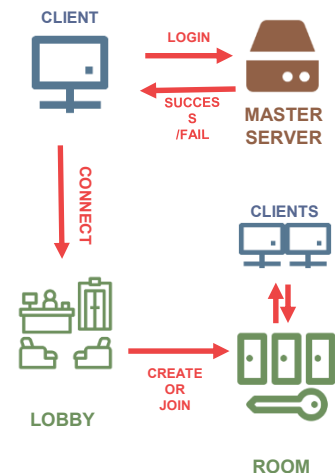 CLIENT
LOGIN
SUCCES
S
/FAIL
MASTER
SERVER
CONNECT
CLIENTS
CREATE
OR
JOIN
LOBBY
ROOM